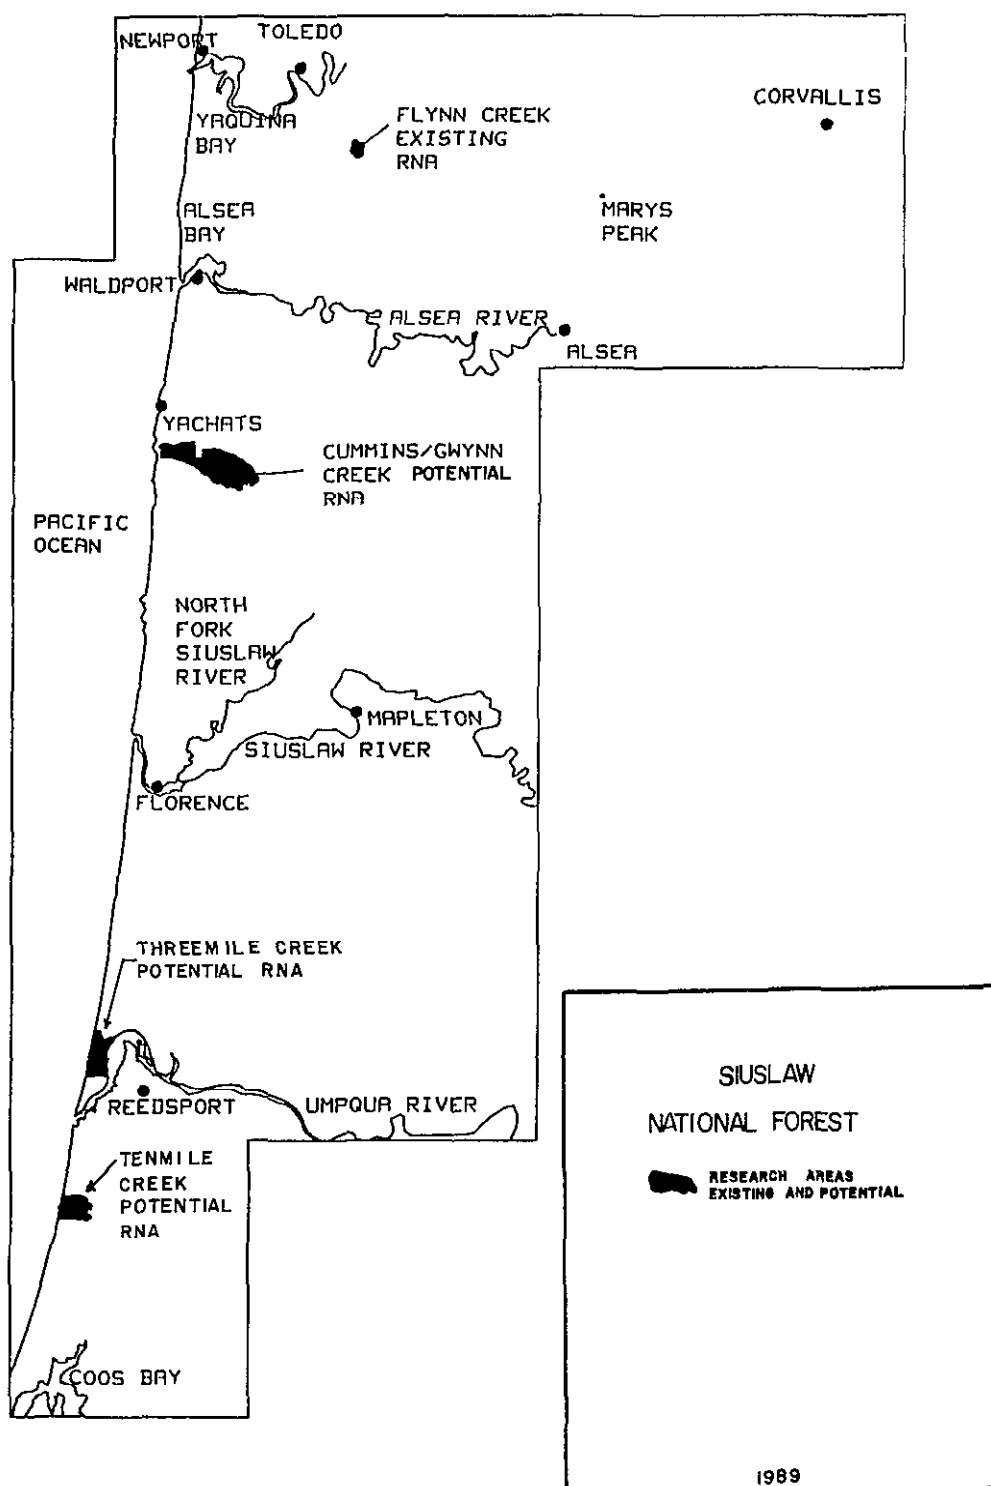 NEWPORT
TOLEDO
YAQUINA
BAY
FLYNN CREEK
EXISTING
RNA
CORVALLIS
ALSEA
BAY
MARYS
PEAK
WALDPORT
ALSEA RIVER
ALSEA
YACHATS
CUMMINS/GWYNN
CREEK POTENTIAL
RNA
PACIFIC
OCEAN
NORTH
FORK
SIUSLAW
RIVER
MAPLETON
SIUSLAW RIVER
FLORENCE
THREEMILE CREEK
POTENTIAL RNA
REEDSPORT
UMPQUA RIVER
TENMILE
CREEK
POTENTIAL
RNA
COOS BAY
SIUSLAW
NATIONAL FOREST
RESEARCH AREAS
EXISTING AND POTENTIAL
1989